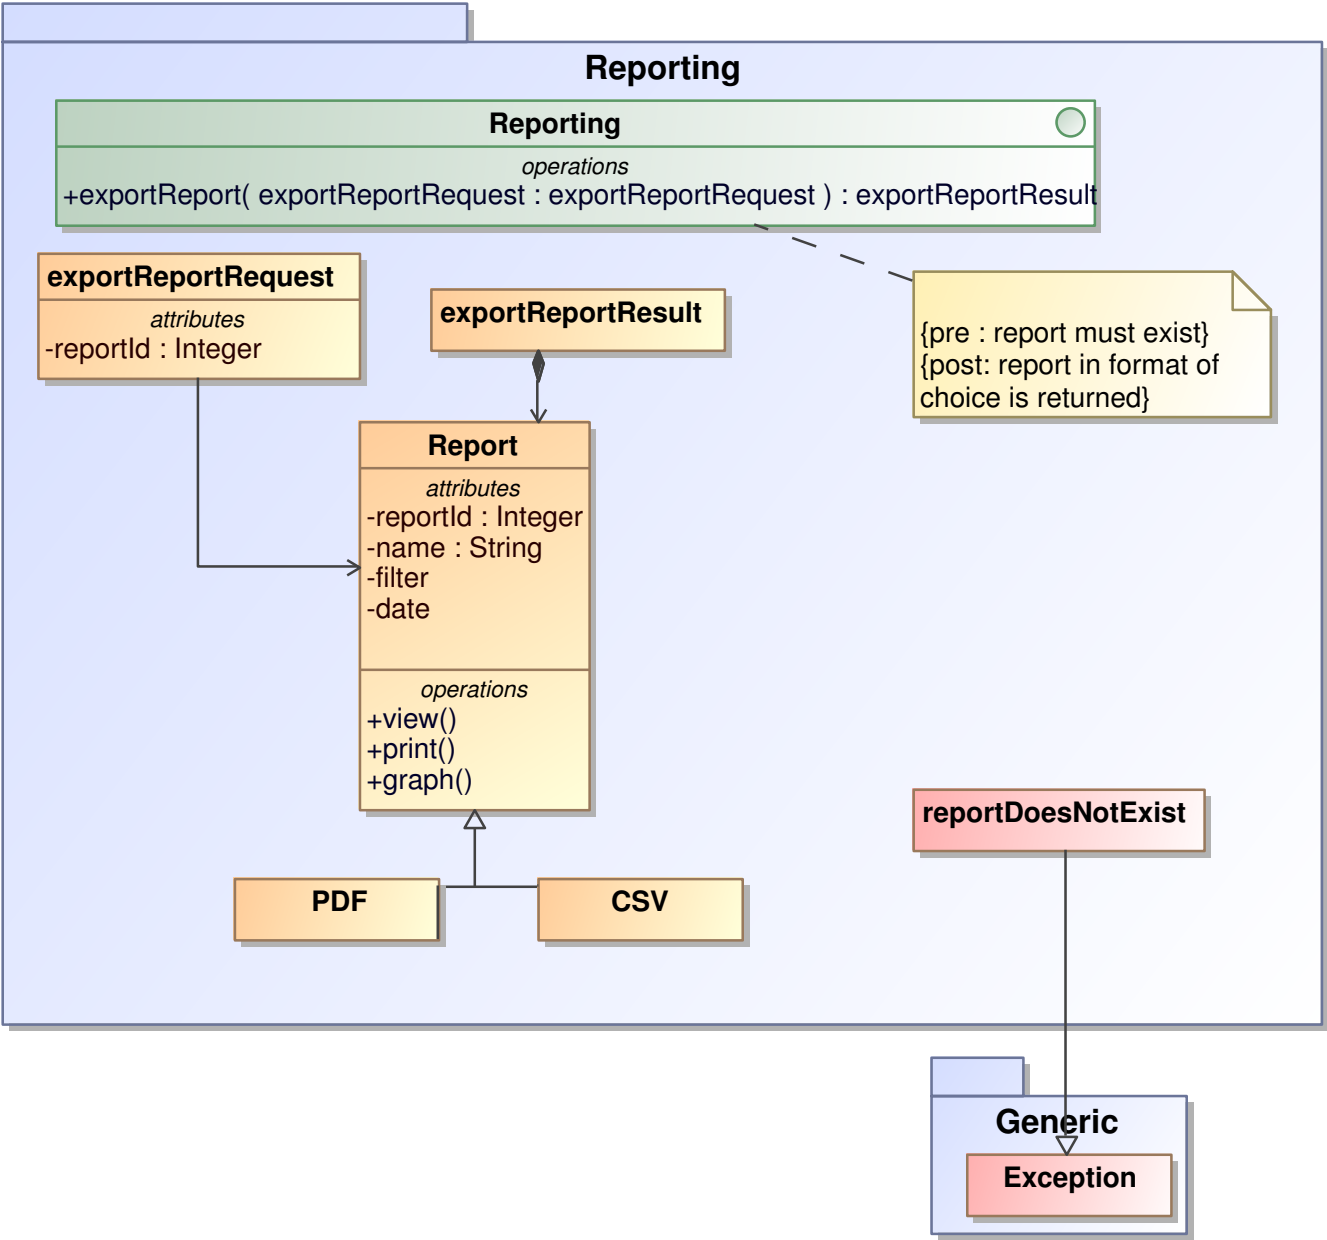 Reporting
Reporting
operations
+exportReport( exportReportRequest : exportReportRequest ) : exportReportResult
exportReportRequest
attributes
-reportId : Integer
exportReportResult
{pre : report must exist}
{post: report in format of
choice is returned}
Report
attributes
-reportId : Integer
-name : String
-filter
-date
operations
+view()
+print()
+graph()
reportDoesNotExist
PDF
CSV
Generic
Exception